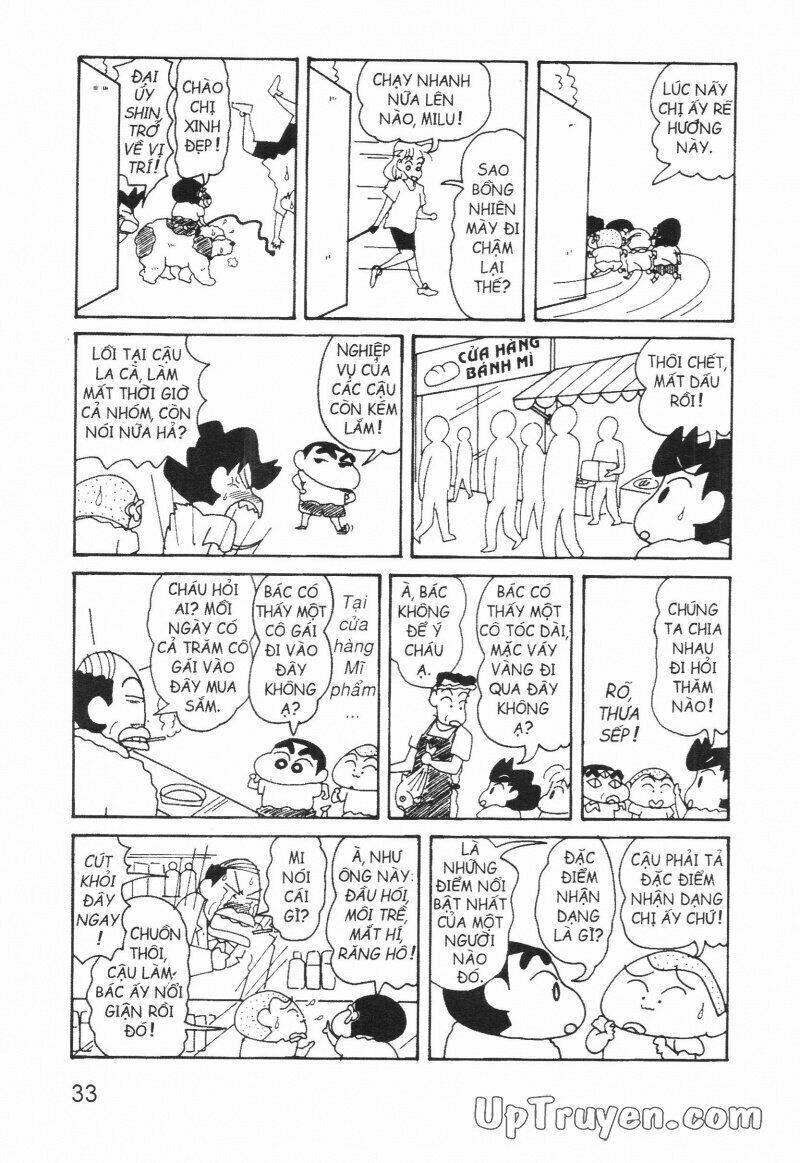 LÚC NÃY
CHỊ ẤY RẼ
HƯỚNG
NÀY.
CHẠY NHANH
NỮA LÊN
NÀO, MILU!
SAO
BỖNG
NHIÊN
MÀY ĐI
CHẬM
LẠI
THẾ?
CHÀO
CHỊ
XINH
ĐẸP!
ĐẠI
ÚY
SHIN, TRỞ
VỀ VỊ
TRÍ!
THÔI CHẾT,
MẤT DẤU
RỒI!
CỬA HÀNG
BÁNH MÌ
NGHIỆP
VỤ CỦA
CÁC CẬU
CÒN KÉM
LẮM!
LỖI TẠI CẬU
LA CÀ, LÀM
MẤT THỜI GIỜ
CẢ NHÓM, CÒN
NÓI NỮA HẢ?
CHÚNG
TA CHIA
NHAU
ĐI HỎI
THĂM
NÀO!
RÕ,
THƯA
SẾP!
BÁC CÓ
THẤY MỘT
CÔ TÓC DÀI,
MẶC VÁY
VÀNG ĐI
QUA ĐÂY
KHÔNG
Ạ?
À, BÁC
KHÔNG
ĐỂ Ý
CHÁU
Ạ.
Tại
cửa
hàng
Mĩ
phẩm
...
BÁC CÓ
THẤY MỘT
CÔ GÁI
ĐI VÀO
ĐÂY
KHÔNG
Ạ?
CHÁU HỎI
AI? MỖI
NGÀY CÓ
CẢ TRĂM CÔ
GÁI VÀO
ĐÂY MUA
SẮM.
CẬU PHẢI TẢ
ĐẶC ĐIỂM
NHẬN DẠNG
CHỊ ẤY CHỨ!
ĐẶC
ĐIỂM
NHẬN
DẠNG
LÀ GÌ?
LÀ
NHỮNG
ĐIỂM NỔI
BẬT NHẤT
CỦA MỘT
NGƯỜI
NÀO
ĐÓ.
À, NHƯ
ÔNG NÀY:
ĐẦU HÓI,
MÔI TRỀ,
MẮT HÍ,
RĂNG HÔ!
MI
NÓI
CÁI
GÌ?
CÚT
KHỎI
ĐÂY
NGAY
!
CHUỒN
THÔI,
CẬU LÀM
BÁC ẤY NỔI
GIẬN RỒI
ĐÓ!
33
UpTruyen.com